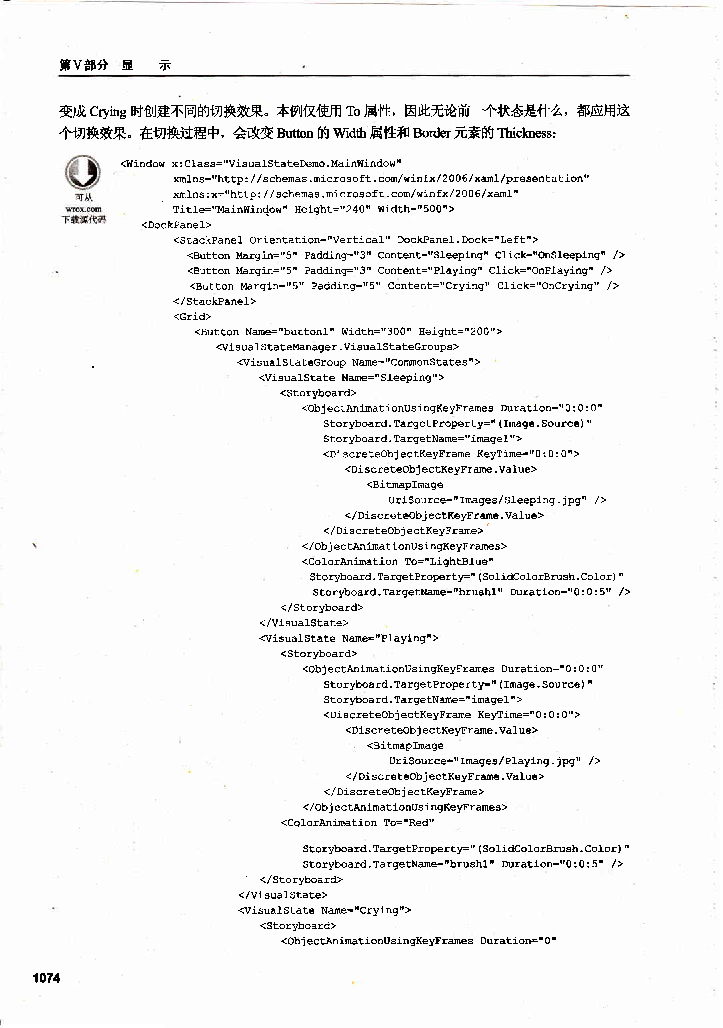 第V部分 显 示
变成 Crying 时创建不同的切换效果。本例仅使用 To 属性，因此无论前一个状态是什么，都应用这
个切换效果。在切换过程中，会改变 Button 的 Width 属性和 Border 元素的 Thickness:
可从
wrox.com
下载源代码
<Window x:Class="VisualStateDemo.MainWindow"
xmlns="http://schemas.microsoft.com/winfx/2006/xaml/presentation"
xmlns:x="http://schemas.microsoft.com/winfx/2006/xaml"
Title="MainWindow" Height="240" Width="500">
<DockPanel>
<StackPanel Orientation="Vertical" DockPanel.Dock="Left">
<Button Margin="5" Padding="3" Content="Sleeping" Click="OnSleeping" />
<Button Margin="5" Padding="3" Content="Playing" Click="OnPlaying" />
<Button Margin="5" Padding="5" Content="Crying" Click="OnCrying" />
</StackPanel>
<Grid>
<Button Name="button1" Width="300" Height="200">
<VisualStateManager.VisualStateGroups>
<VisualStateGroup Name="CommonStates">
<VisualState Name="Sleeping">
<Storyboard>
<ObjectAnimationUsingKeyFrames Duration="0:0:0"
Storyboard.TargetProperty="(Image.Source)"
Storyboard.TargetName="image1">
<DiscreteObjectKeyFrame KeyTime="0:0:0">
<DiscreteObjectKeyFrame.Value>
<BitmapImage
UriSource="Images/Sleeping.jpg" />
</DiscreteObjectKeyFrame.Value>
</DiscreteObjectKeyFrame>
</ObjectAnimationUsingKeyFrames>
<ColorAnimation To="LightBlue"
Storyboard.TargetProperty="(SolidColorBrush.Color)"
Storyboard.TargetName="brush1" Duration="0:0:5" />
</Storyboard>
</VisualState>
<VisualState Name="Playing">
<Storyboard>
<ObjectAnimationUsingKeyFrames Duration="0:0:0"
Storyboard.TargetProperty="(Image.Source)"
Storyboard.TargetName="image1">
<DiscreteObjectKeyFrame KeyTime="0:0:0">
<DiscreteObjectKeyFrame.Value>
<BitmapImage
UriSource="Images/Playing.jpg" />
</DiscreteObjectKeyFrame.Value>
</DiscreteObjectKeyFrame>
</ObjectAnimationUsingKeyFrames>
<ColorAnimation To="Red"
Storyboard.TargetProperty="(SolidColorBrush.Color)"
Storyboard.TargetName="brush1" Duration="0:0:5" />
</Storyboard>
</VisualState>
<VisualState Name="Crying">
<Storyboard>
<ObjectAnimationUsingKeyFrames Duration="0"
1074